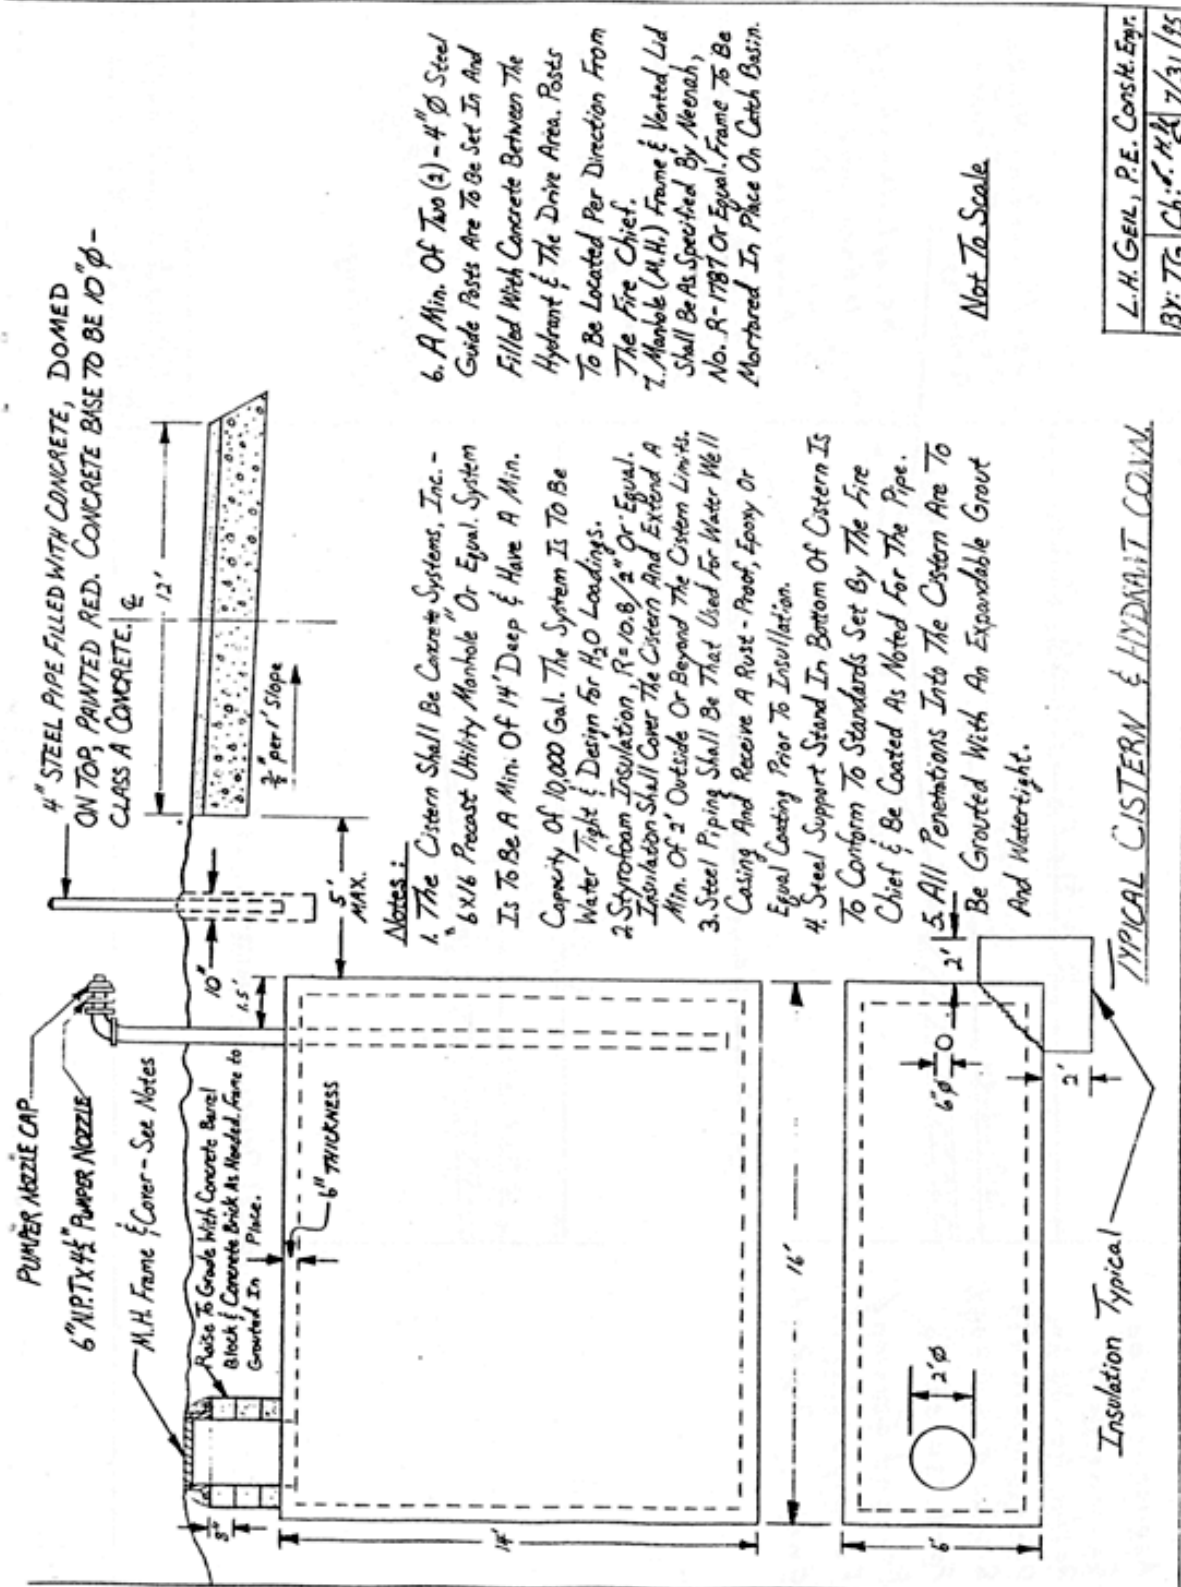 PUMPER NOZZLE CAP
6" N.P.T. X 4½" PUMPER NOZZLE
M.H. Frame & Cover - See Notes
Raise To Grade With Concrete Barrel
Block & Concrete Brick As Needed. Frame to
Grouted In Place.
4" STEEL PIPE FILLED WITH CONCRETE, DOMED
ON TOP, PANTED RED. CONCRETE BASE TO BE 10" Ø -
CLASS A CONCRETE.
℄
12'
⅜" per 1' Slope
5'
MAX.
10"
1.5'
6" THICKNESS
8"
14'
16'
6'
2' Ø
6" Ø
2'
2'
Insulation Typical
Notes:
1. The Cistern Shall Be Concrete Systems, Inc. -
"6X16 Precast Utility Manhole" Or Equal. System
Is To Be A Min. Of 14' Deep & Have A Min.
Capacity Of 10,000 Gal. The System Is To Be
Water Tight & Design For H20 Loadings.
2. Styrofoam Insulation, R=10.8/2" Or Equal.
Insulation Shall Cover The Cistern And Extend A
Min. Of 2' Outside Or Beyond The Cistern Limits.
3. Steel Piping Shall Be That Used For Water Well
Casing And Receive A Rust-Proof, Epoxy Or
Equal Coating Prior To Insullation.
4. Steel Support Stand In Bottom Of Cistern Is
To Conform To Standards Set By The Fire
Chief & Be Coated As Noted For The Pipe.
5. All Penetrations Into The Cistern Are To
Be Grouted With An Expandable Grout
And Watertight.
6. A Min. Of Two (2) - 4" Ø Steel
Guide Posts Are To Be Set In And
Filled With Concrete Between The
Hydrant & The Drive Area. Posts
To Be Located Per Direction From
The Fire Chief.
7. Manhole (M.H.) Frame & Vented Lid
Shall Be As Specified By Neenah,
No. R-1787 Or Equal. Frame To Be
Mortared In Place On Catch Basin.
Not To Scale
TYPICAL CISTERN & HYDRANT CONN.
L.H. GEIL, P.E. Conslt. Engr.
BY: TG Ch: 7/31/95